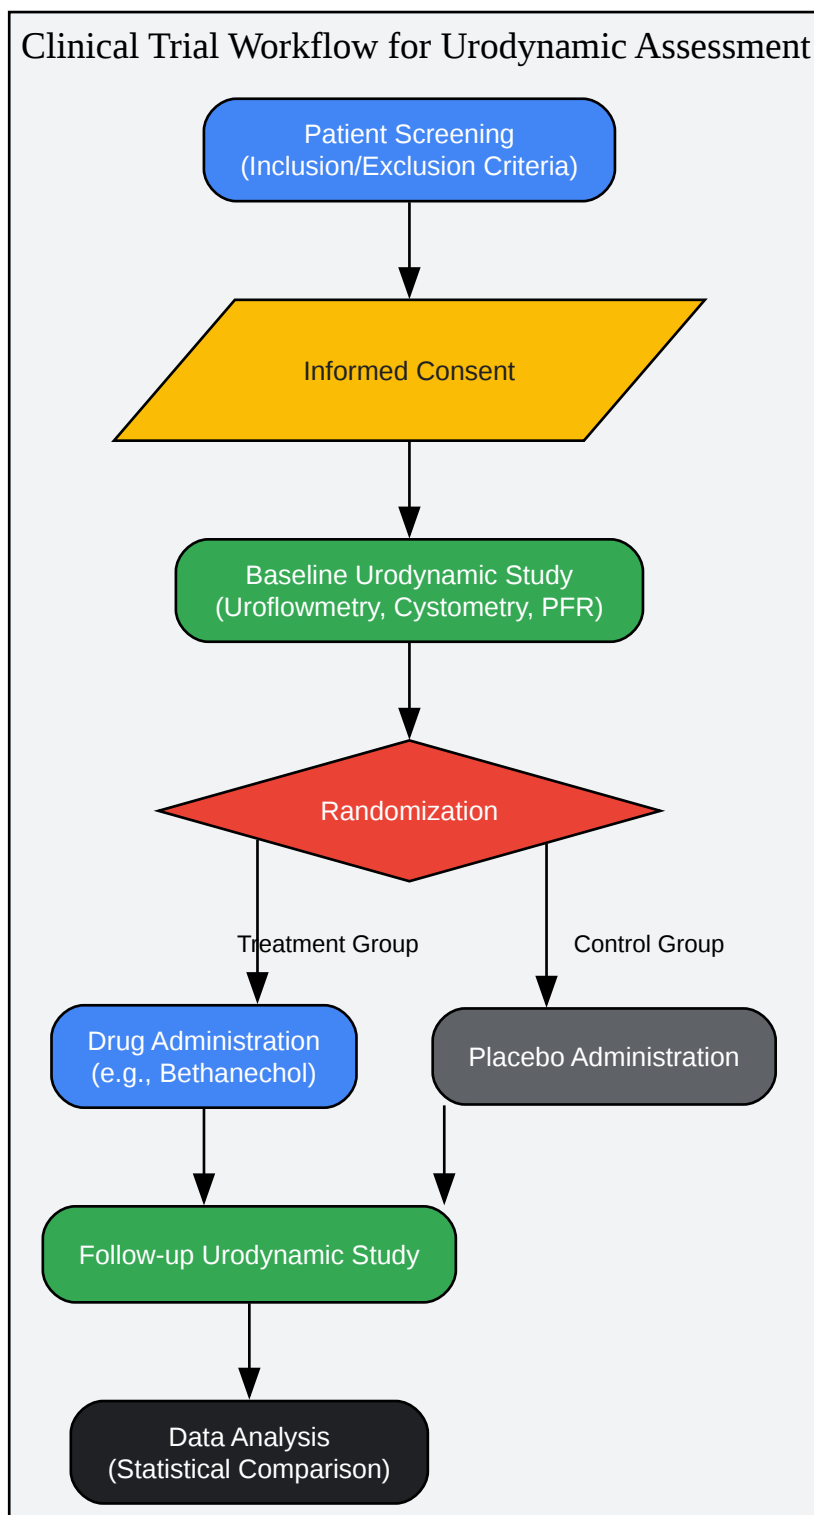 Clinical Trial Workflow for Urodynamic Assessment
Patient Screening
(Inclusion/Exclusion Criteria)
Informed Consent
Baseline Urodynamic Study
(Uroflowmetry, Cystometry, PFR)
Randomization
Treatment Group
Control Group
Drug Administration
(e.g., Bethanechol)
Placebo Administration
Follow-up Urodynamic Study
Data Analysis
(Statistical Comparison)